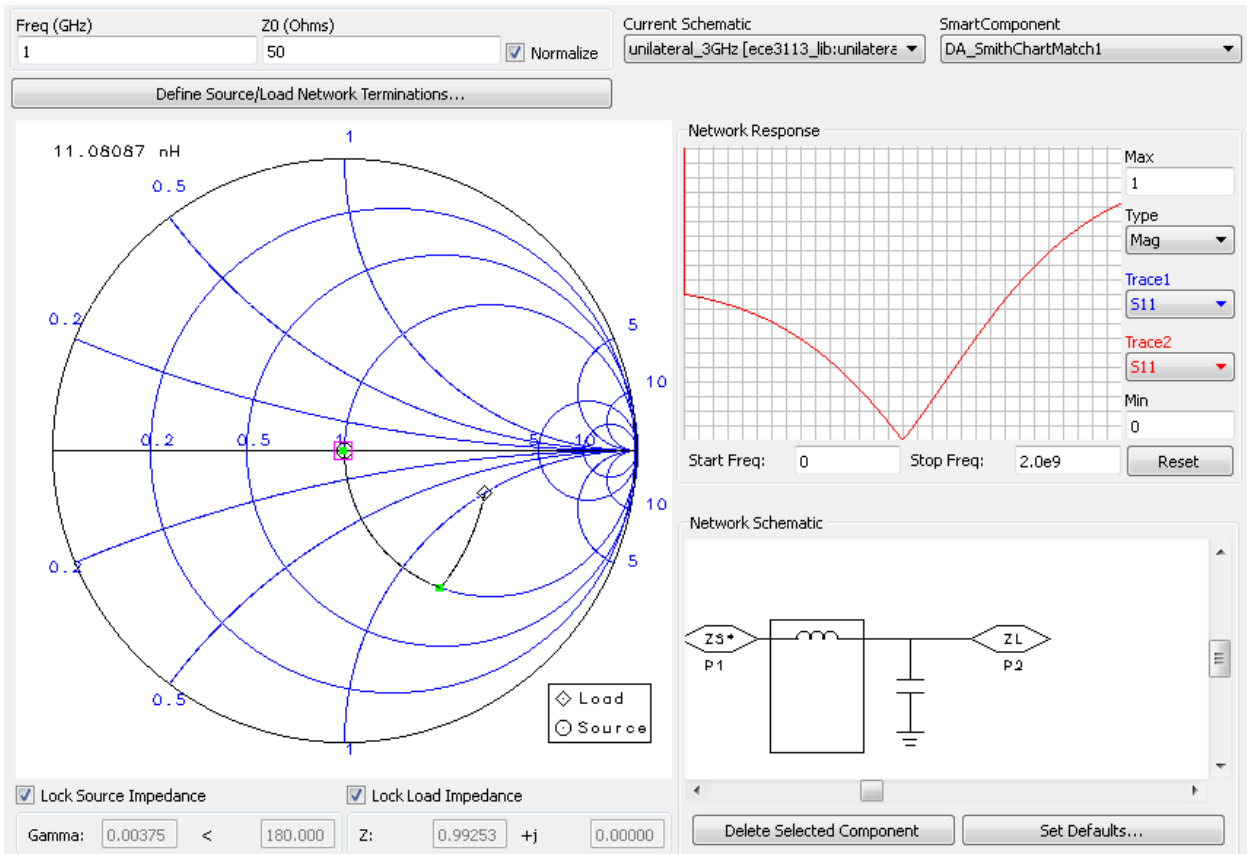 Freq (GHz) Z0 (Ohms) Current Schematic SmartComponent
1 50 Normalize unilateral_3GHz [ece3113_lib:unilatera DA_SmithChartMatch1
Define Source/Load Network Terminations...
Network Response
11.08087 nH
1
0.5
0.2
5
10
0.2 0.5 1 5 10
10
5
0.2
0.5
1
Load
Source
Max
1
Type
Mag
Trace1
S11
Trace2
S11
Min
0
Start Freq: 0 Stop Freq: 2.0e9 Reset
Network Schematic
ZS* ZL
P1 P2
Lock Source Impedance Lock Load Impedance
Gamma: 0.00375 < 180.000 Z: 0.99253 +j 0.00000
Delete Selected Component Set Defaults...